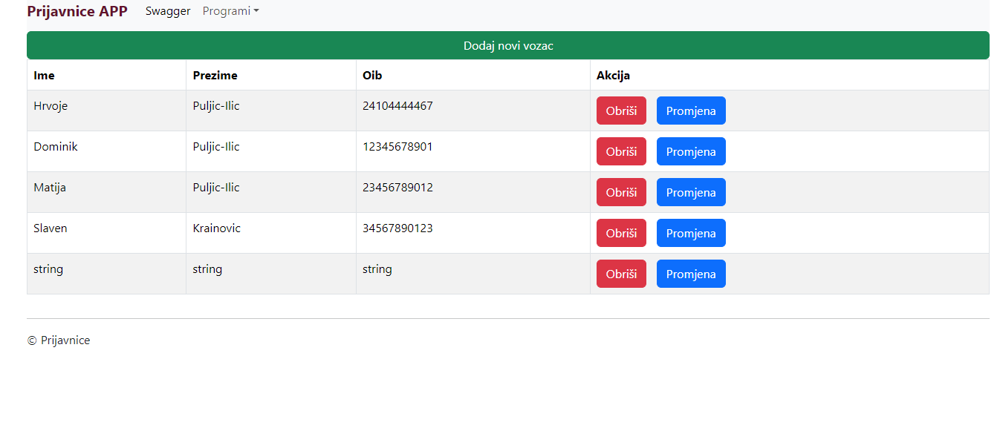 Prijavnice APP Swagger Programi
Dodaj novi vozac
Ime Prezime Oib Akcija
Hrvoje Puljic-Ilic 24104444467 Obriši Promjena
Dominik Puljic-Ilic 12345678901 Obriši Promjena
Matija Puljic-Ilic 23456789012 Obriši Promjena
Slaven Krainovic 34567890123 Obriši Promjena
string string string Obriši Promjena
© Prijavnice